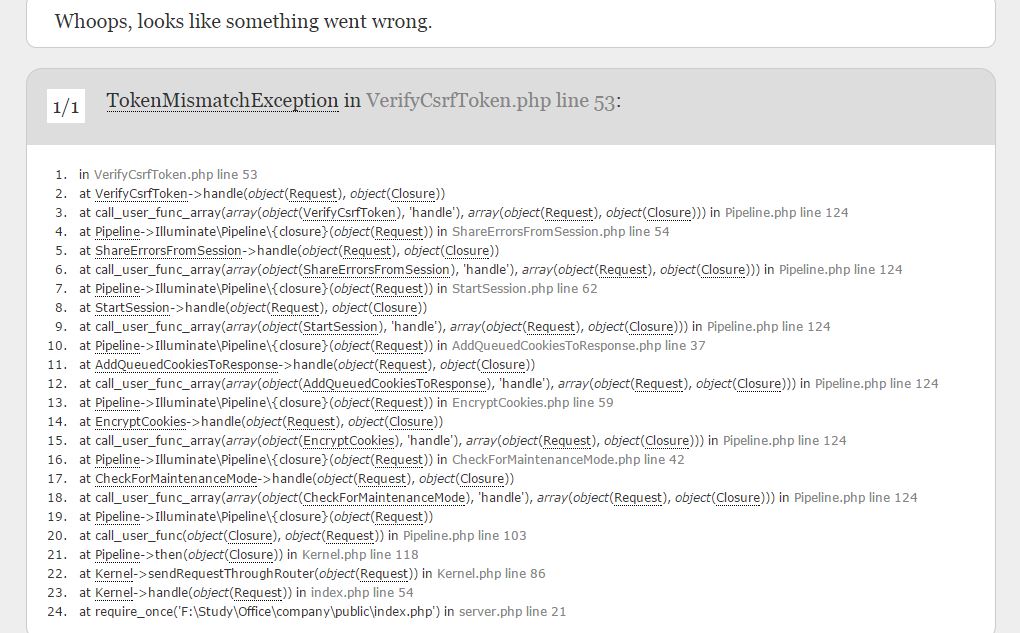 Whoops, looks like something went wrong.
1/1 TokenMismatchException in VerifyCsrfToken.php line 53:
1. in VerifyCsrfToken.php line 53
2. at VerifyCsrfToken->handle(object(Request), object(Closure))
3. at call_user_func_array(array(object(VerifyCsrfToken), 'handle'), array(object(Request), object(Closure))) in Pipeline.php line 124
4. at Pipeline->Illuminate\Pipeline\{closure}(object(Request)) in ShareErrorsFromSession.php line 54
5. at ShareErrorsFromSession->handle(object(Request), object(Closure))
6. at call_user_func_array(array(object(ShareErrorsFromSession), 'handle'), array(object(Request), object(Closure))) in Pipeline.php line 124
7. at Pipeline->Illuminate\Pipeline\{closure}(object(Request)) in StartSession.php line 62
8. at StartSession->handle(object(Request), object(Closure))
9. at call_user_func_array(array(object(StartSession), 'handle'), array(object(Request), object(Closure))) in Pipeline.php line 124
10. at Pipeline->Illuminate\Pipeline\{closure}(object(Request)) in AddQueuedCookiesToResponse.php line 37
11. at AddQueuedCookiesToResponse->handle(object(Request), object(Closure))
12. at call_user_func_array(array(object(AddQueuedCookiesToResponse), 'handle'), array(object(Request), object(Closure))) in Pipeline.php line 124
13. at Pipeline->Illuminate\Pipeline\{closure}(object(Request)) in EncryptCookies.php line 59
14. at EncryptCookies->handle(object(Request), object(Closure))
15. at call_user_func_array(array(object(EncryptCookies), 'handle'), array(object(Request), object(Closure))) in Pipeline.php line 124
16. at Pipeline->Illuminate\Pipeline\{closure}(object(Request)) in CheckForMaintenanceMode.php line 42
17. at CheckForMaintenanceMode->handle(object(Request), object(Closure))
18. at call_user_func_array(array(object(CheckForMaintenanceMode), 'handle'), array(object(Request), object(Closure))) in Pipeline.php line 124
19. at Pipeline->Illuminate\Pipeline\{closure}(object(Request))
20. at call_user_func(object(Closure), object(Request)) in Pipeline.php line 103
21. at Pipeline->then(object(Closure)) in Kernel.php line 118
22. at Kernel->sendRequestThroughRouter(object(Request)) in Kernel.php line 86
23. at Kernel->handle(object(Request)) in index.php line 54
24. at require_once('F:\Study\Office\company\public\index.php') in server.php line 21